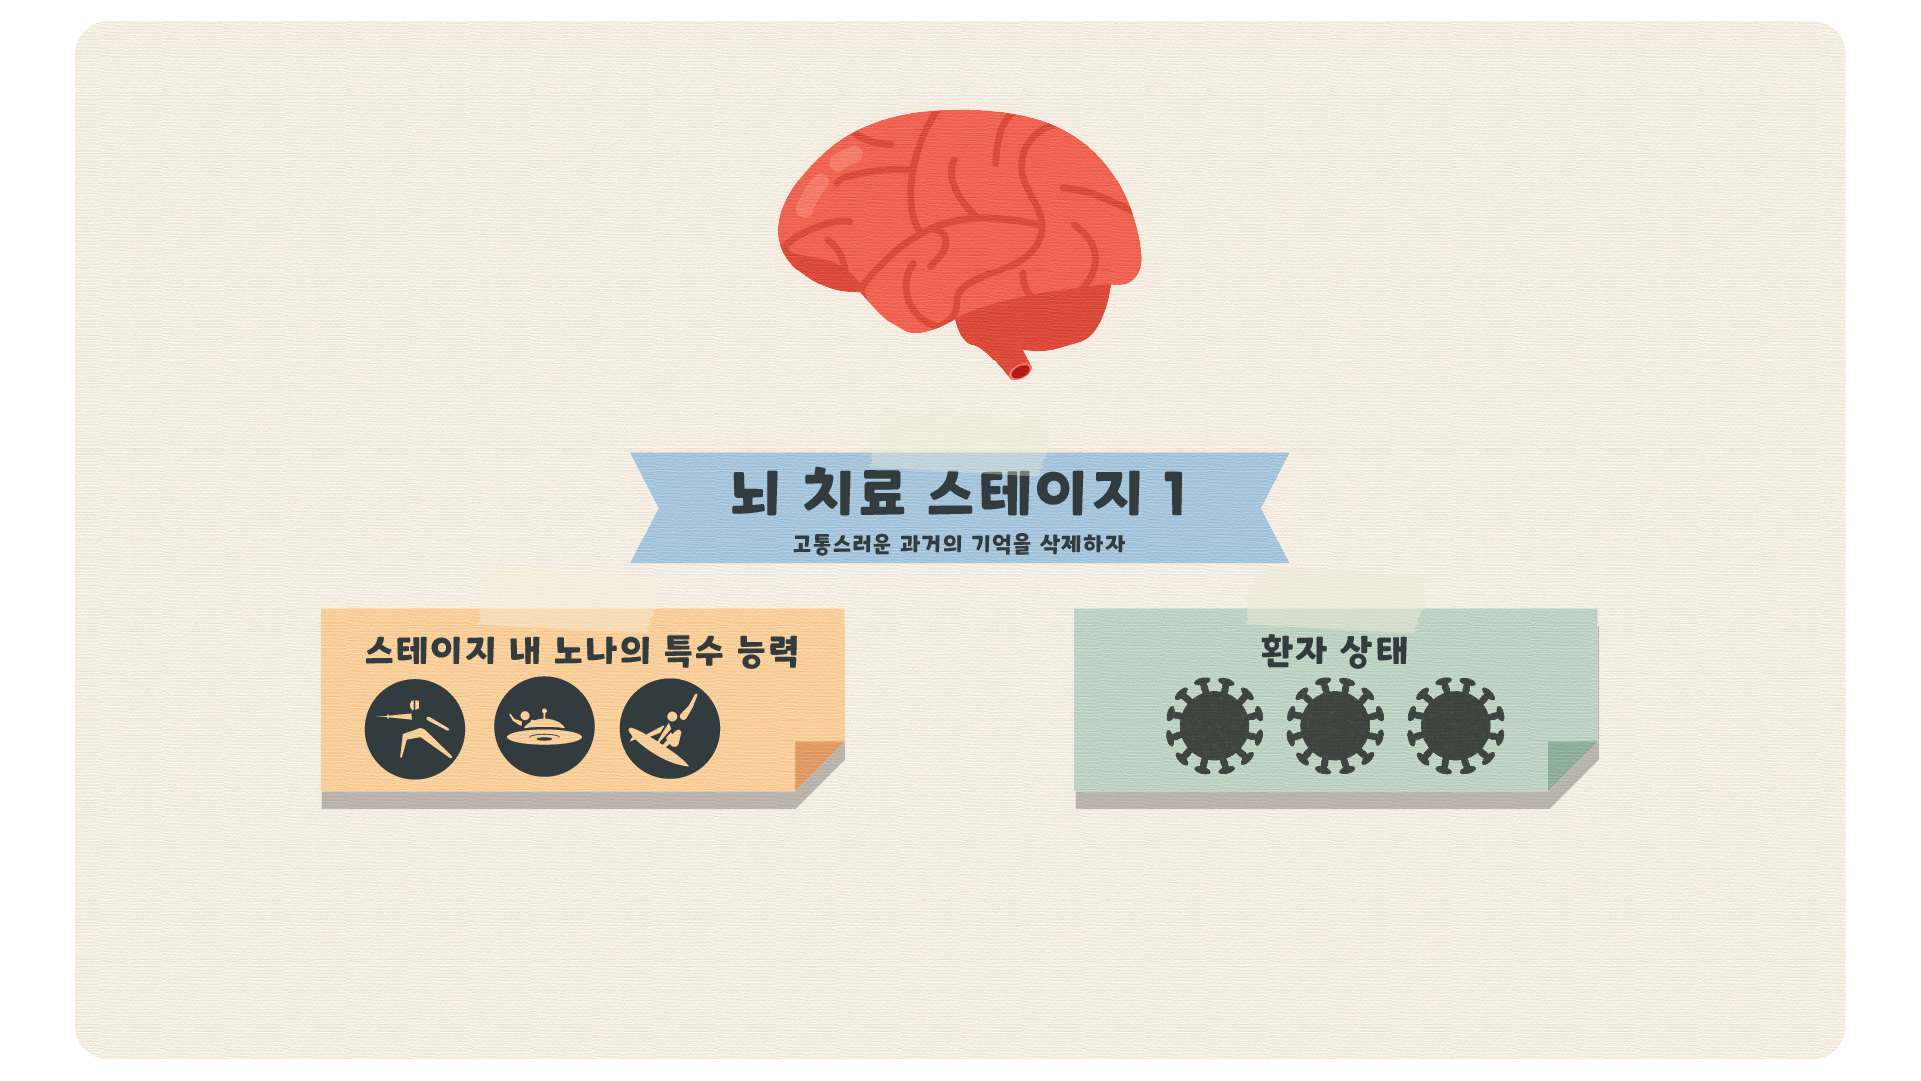 뇌 치료 스테이지 1
고통스러운 과거의 기억을 삭제하자
스테이지 내 노나의 특수 능력
환자 상태